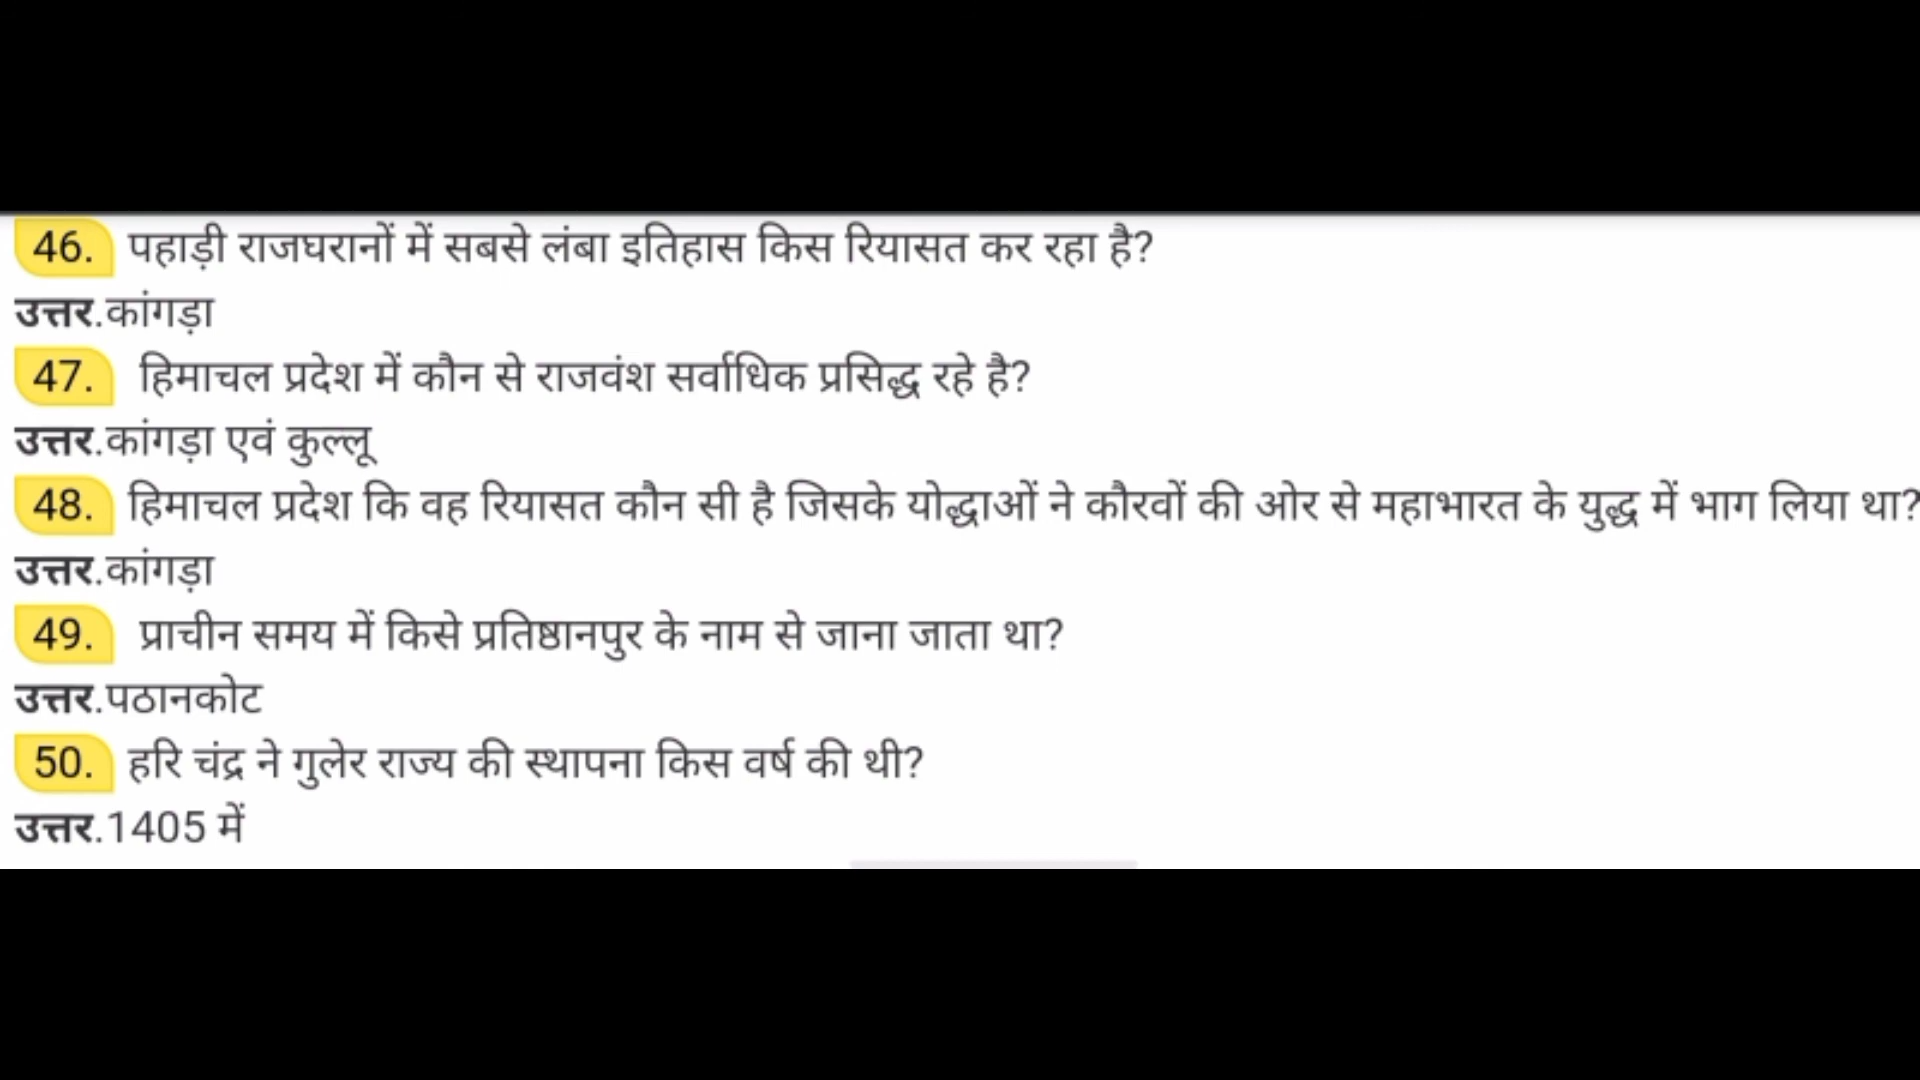 46. पहाड़ी राजघरानों में सबसे लंबा इतिहास किस रियासत कर रहा है?
उत्तर.कांगड़ा
47. हिमाचल प्रदेश में कौन से राजवंश सर्वाधिक प्रसिद्ध रहे है?
उत्तर.कांगड़ा एवं कुल्लू
48. हिमाचल प्रदेश कि वह रियासत कौन सी है जिसके योद्धाओं ने कौरवों की ओर से महाभारत के युद्ध में भाग लिया था?
उत्तर.कांगड़ा
49. प्राचीन समय में किसे प्रतिष्ठानपुर के नाम से जाना जाता था?
उत्तर.पठानकोट
50. हरि चंद्र ने गुलेर राज्य की स्थापना किस वर्ष की थी?
उत्तर.1405 में